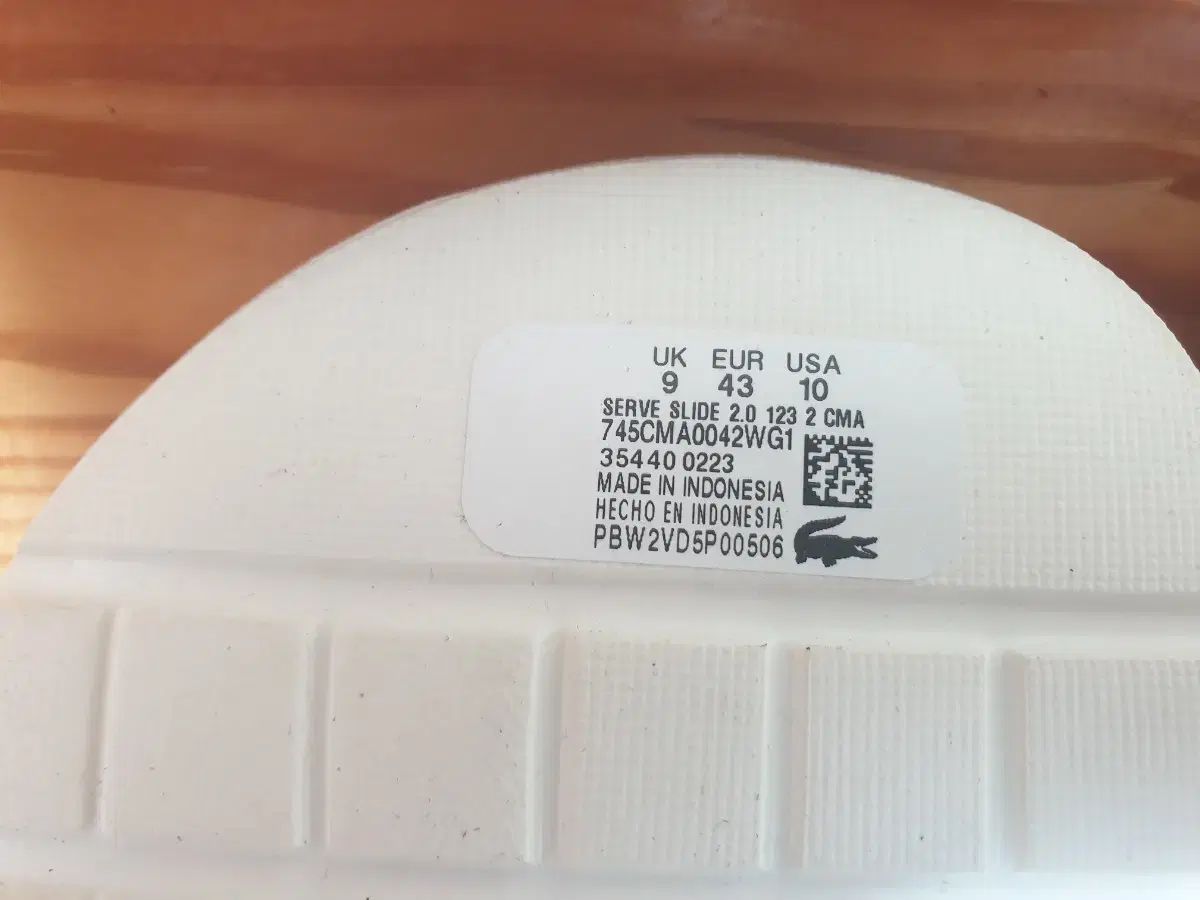 UK EUR USA
9 43 10
SERVE SLIDE 2.0 123 2 CMA
745CMA0042WG1
35440 0223
MADE IN INDONESIA
HECHO EN INDONESIA
PBW2VD5P00506